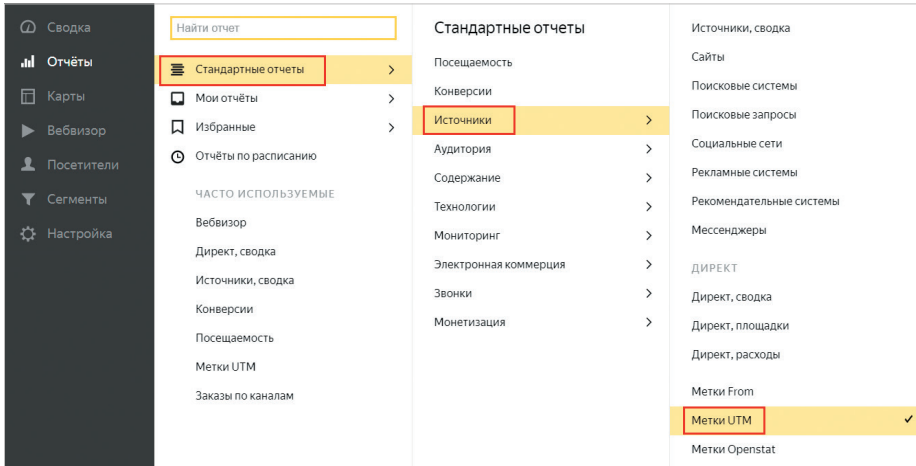 Сводка
Отчёты
Карты
Вебвизор
Посетители
Сегменты
Настройка
Найти отчет
Стандартные отчеты
Мои отчёты
Избранные
Отчёты по расписанию
ЧАСТО ИСПОЛЬЗУЕМЫЕ
Вебвизор
Директ, сводка
Источники, сводка
Конверсии
Посещаемость
Метки UTM
Заказы по каналам
Стандартные отчеты
Посещаемость
Конверсии
Источники
Аудитория
Содержание
Технологии
Мониторинг
Электронная коммерция
Звонки
Монетизация
Источники, сводка
Сайты
Поисковые системы
Поисковые запросы
Социальные сети
Рекламные системы
Рекомендательные системы
Мессенджеры
ДИРЕКТ
Директ, сводка
Директ, площадки
Директ, расходы
Метки From
Метки UTM
Метки Openstat